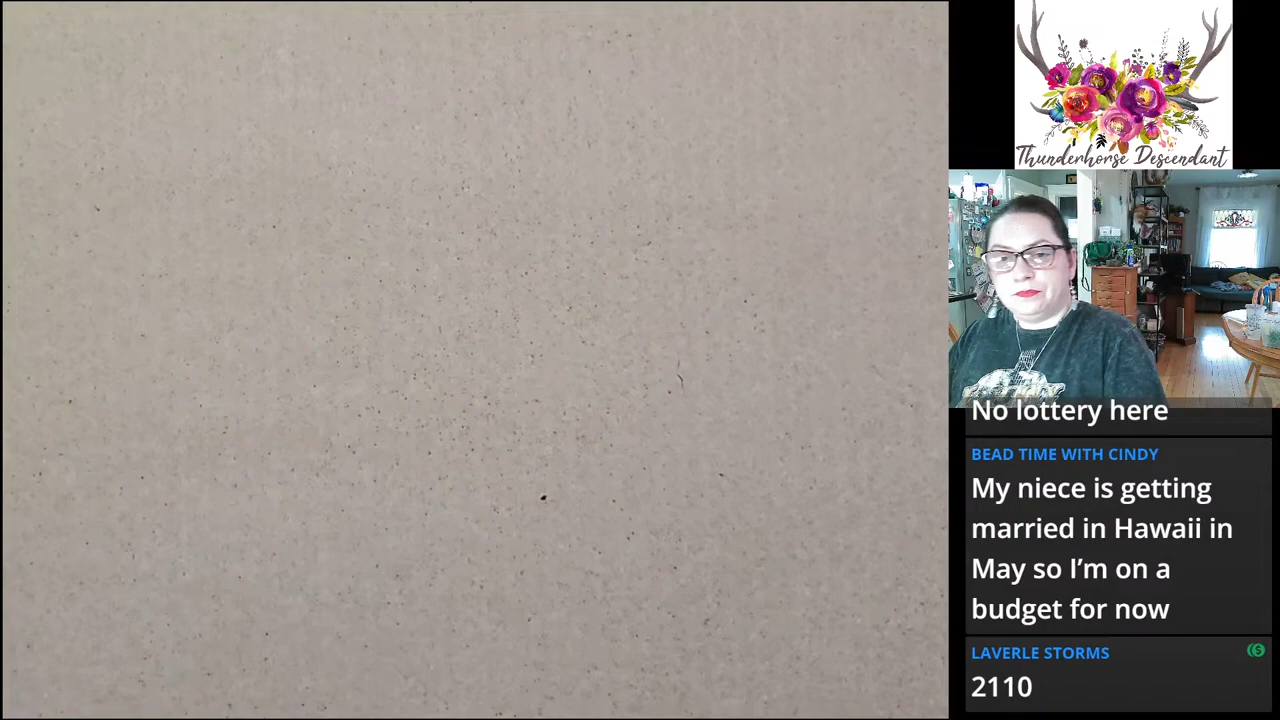 Thunderhorse Descendant
No lottery here
BEAD TIME WITH CINDY
My niece is getting
married in Hawaii in
May so I'm on a
budget for now
LAVERLE STORMS
2110